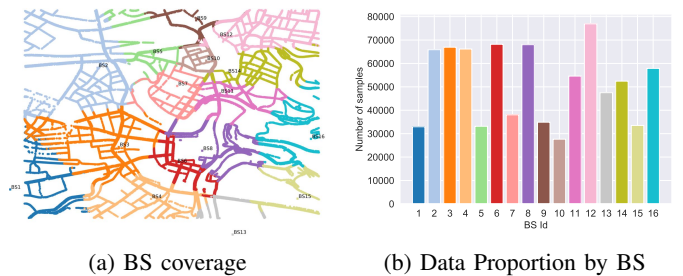 BS9
BS12
BS5
BS2
BS10
BS14
BS7
BS11
BS16
BS3
BS8
BS6
BS1
BS4
BS15
BS13
(a) BS coverage
80000
70000
60000
50000
40000
30000
20000
10000
0
Number of samples
1 2 3 4 5 6 7 8 9 10 11 12 13 14 15 16
BS Id
(b) Data Proportion by BS